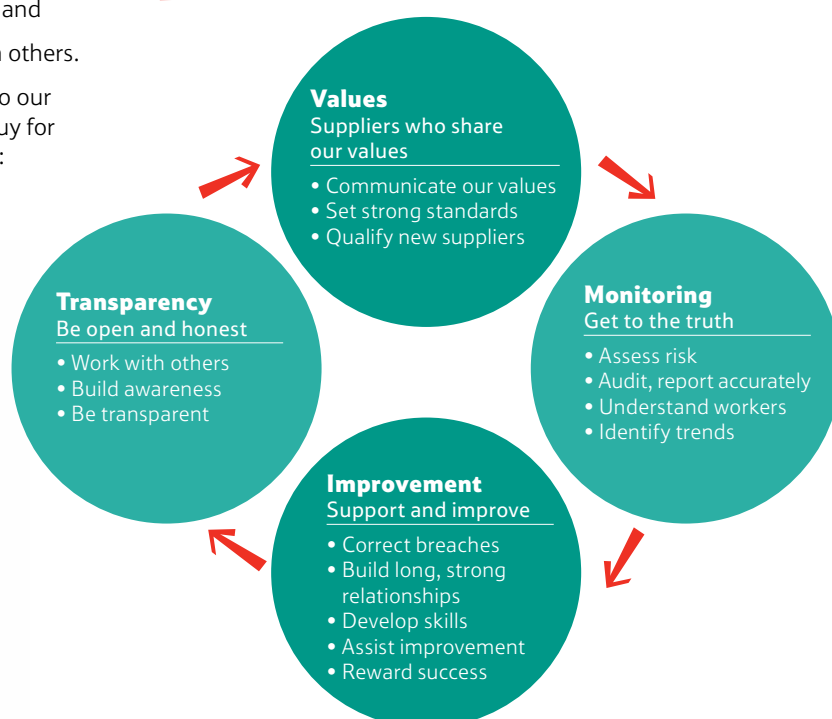 and
others.
o our
uy for
:
Values
Suppliers who share
our values
• Communicate our values
• Set strong standards
• Qualify new suppliers
Transparency
Be open and honest
• Work with others
• Build awareness
• Be transparent
Monitoring
Get to the truth
• Assess risk
• Audit, report accurately
• Understand workers
• Identify trends
Improvement
Support and improve
• Correct breaches
• Build long, strong
relationships
• Develop skills
• Assist improvement
• Reward success